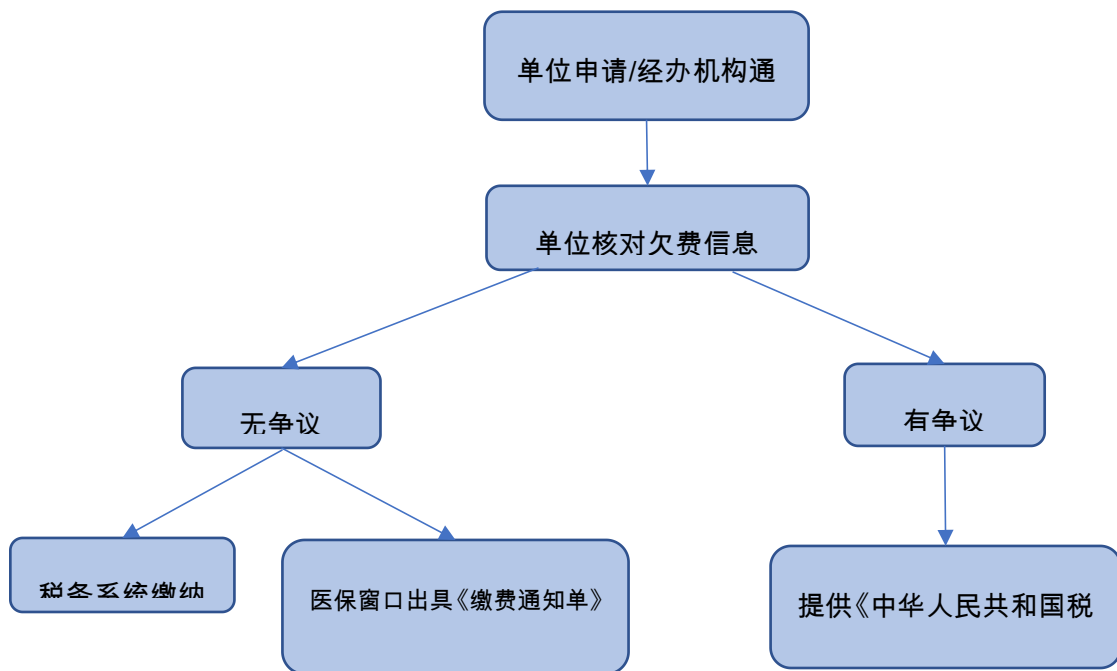 单位申请/经办机构通
单位核对欠费信息
无争议
有争议
税务系统缴纳
医保窗口出具《缴费通知单》
提供《中华人民共和国税